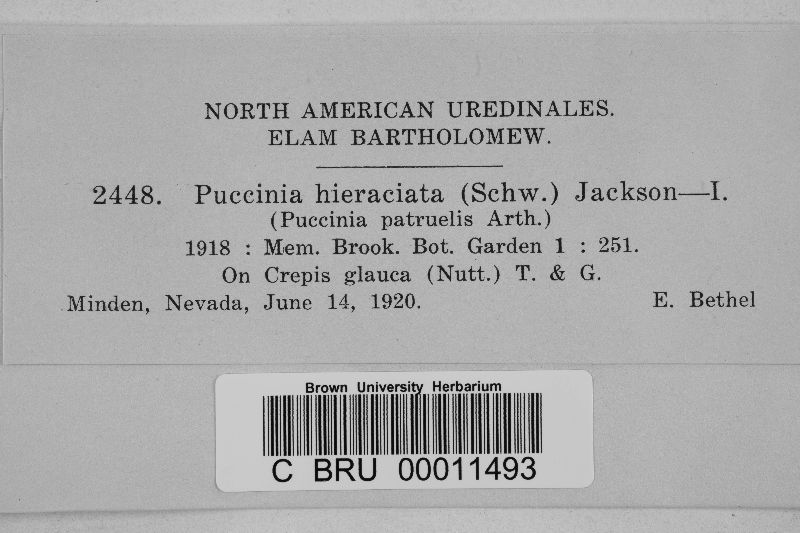 NORTH AMERICAN UREDINALES.
ELAM BARTHOLOMEW.
2448. Puccinia hieraciata (Schw.) Jackson—I.
(Puccinia patruelis Arth.)
1918 : Mem. Brook. Bot. Garden 1 : 251.
On Crepis glauca (Nutt.) T. & G.
Minden, Nevada, June 14, 1920. E. Bethel
Brown University Herbarium
C BRU 00011493